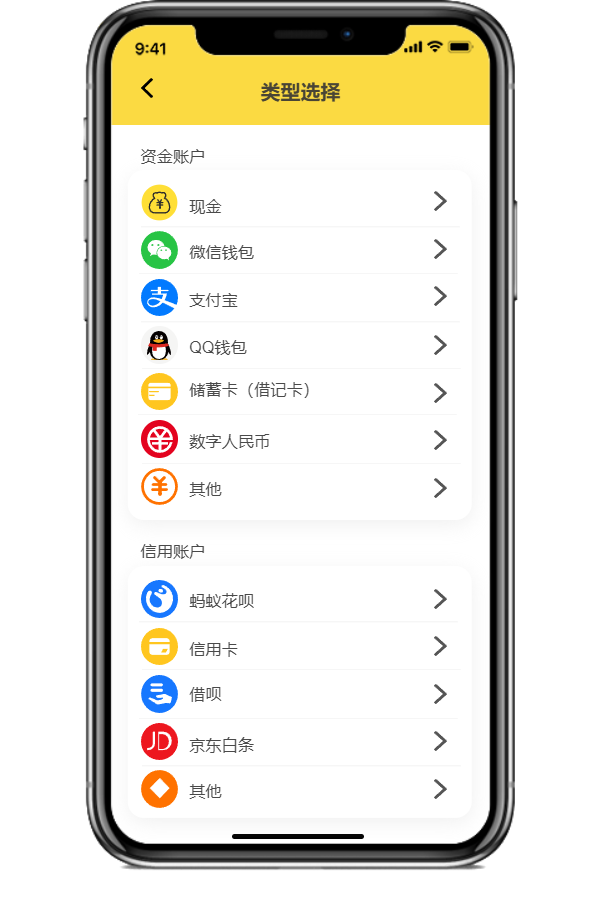 9:41
类型选择
资金账户
现金
微信钱包
支付宝
QQ钱包
储蓄卡（借记卡）
数字人民币
其他
信用账户
蚂蚁花呗
信用卡
借呗
JD 京东白条
其他